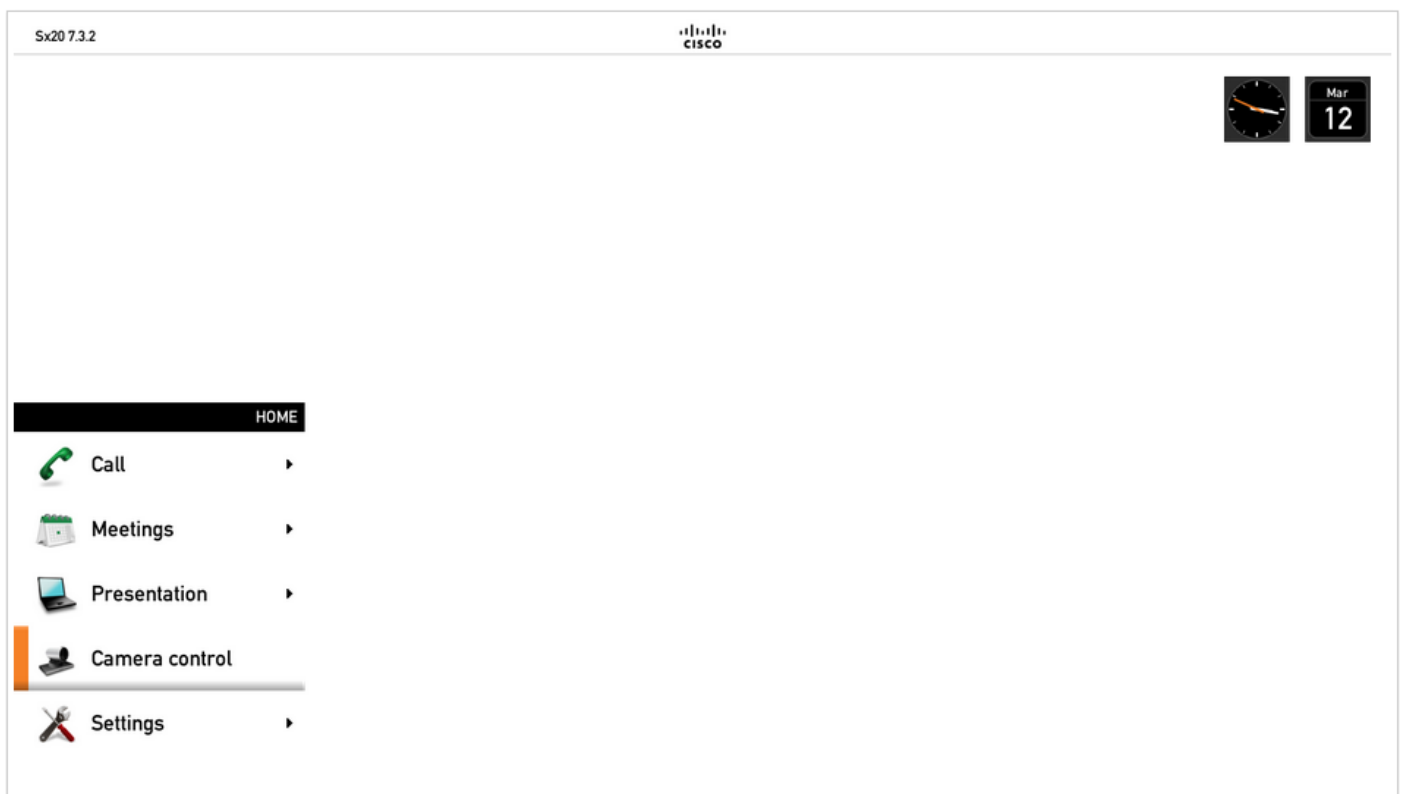 Sx20 7.3.2
CISCO
Mar
12
HOME
Call
Meetings
Presentation
Camera control
Settings